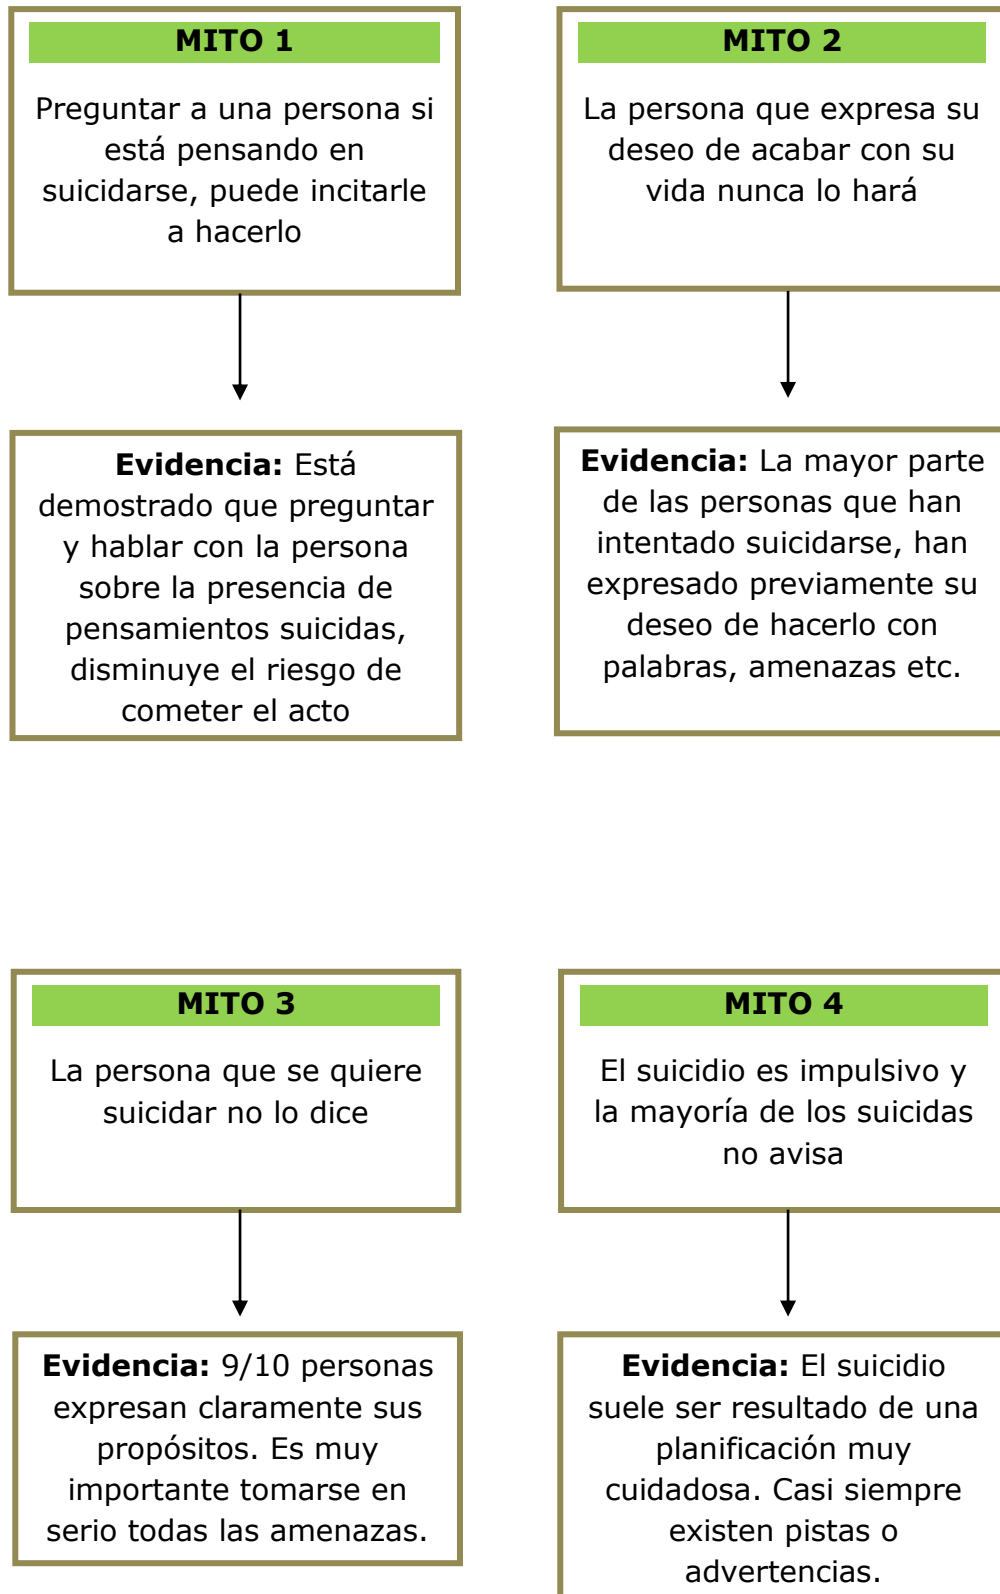 MITO 1
Preguntar a una persona si
está pensando en
suicidarse, puede incitarle
a hacerlo
MITO 2
La persona que expresa su
deseo de acabar con su
vida nunca lo hará
Evidencia: Está
demostrado que preguntar
y hablar con la persona
sobre la presencia de
pensamientos suicidas,
disminuye el riesgo de
cometer el acto
Evidencia: La mayor parte
de las personas que han
intentado suicidarse, han
expresado previamente su
deseo de hacerlo con
palabras, amenazas etc.
MITO 3
La persona que se quiere
suicidar no lo dice
MITO 4
El suicidio es impulsivo y
la mayoría de los suicidas
no avisa
Evidencia: 9/10 personas
expresan claramente sus
propósitos. Es muy
importante tomarse en
serio todas las amenazas.
Evidencia: El suicidio
suele ser resultado de una
planificación muy
cuidadosa. Casi siempre
existen pistas o
advertencias.